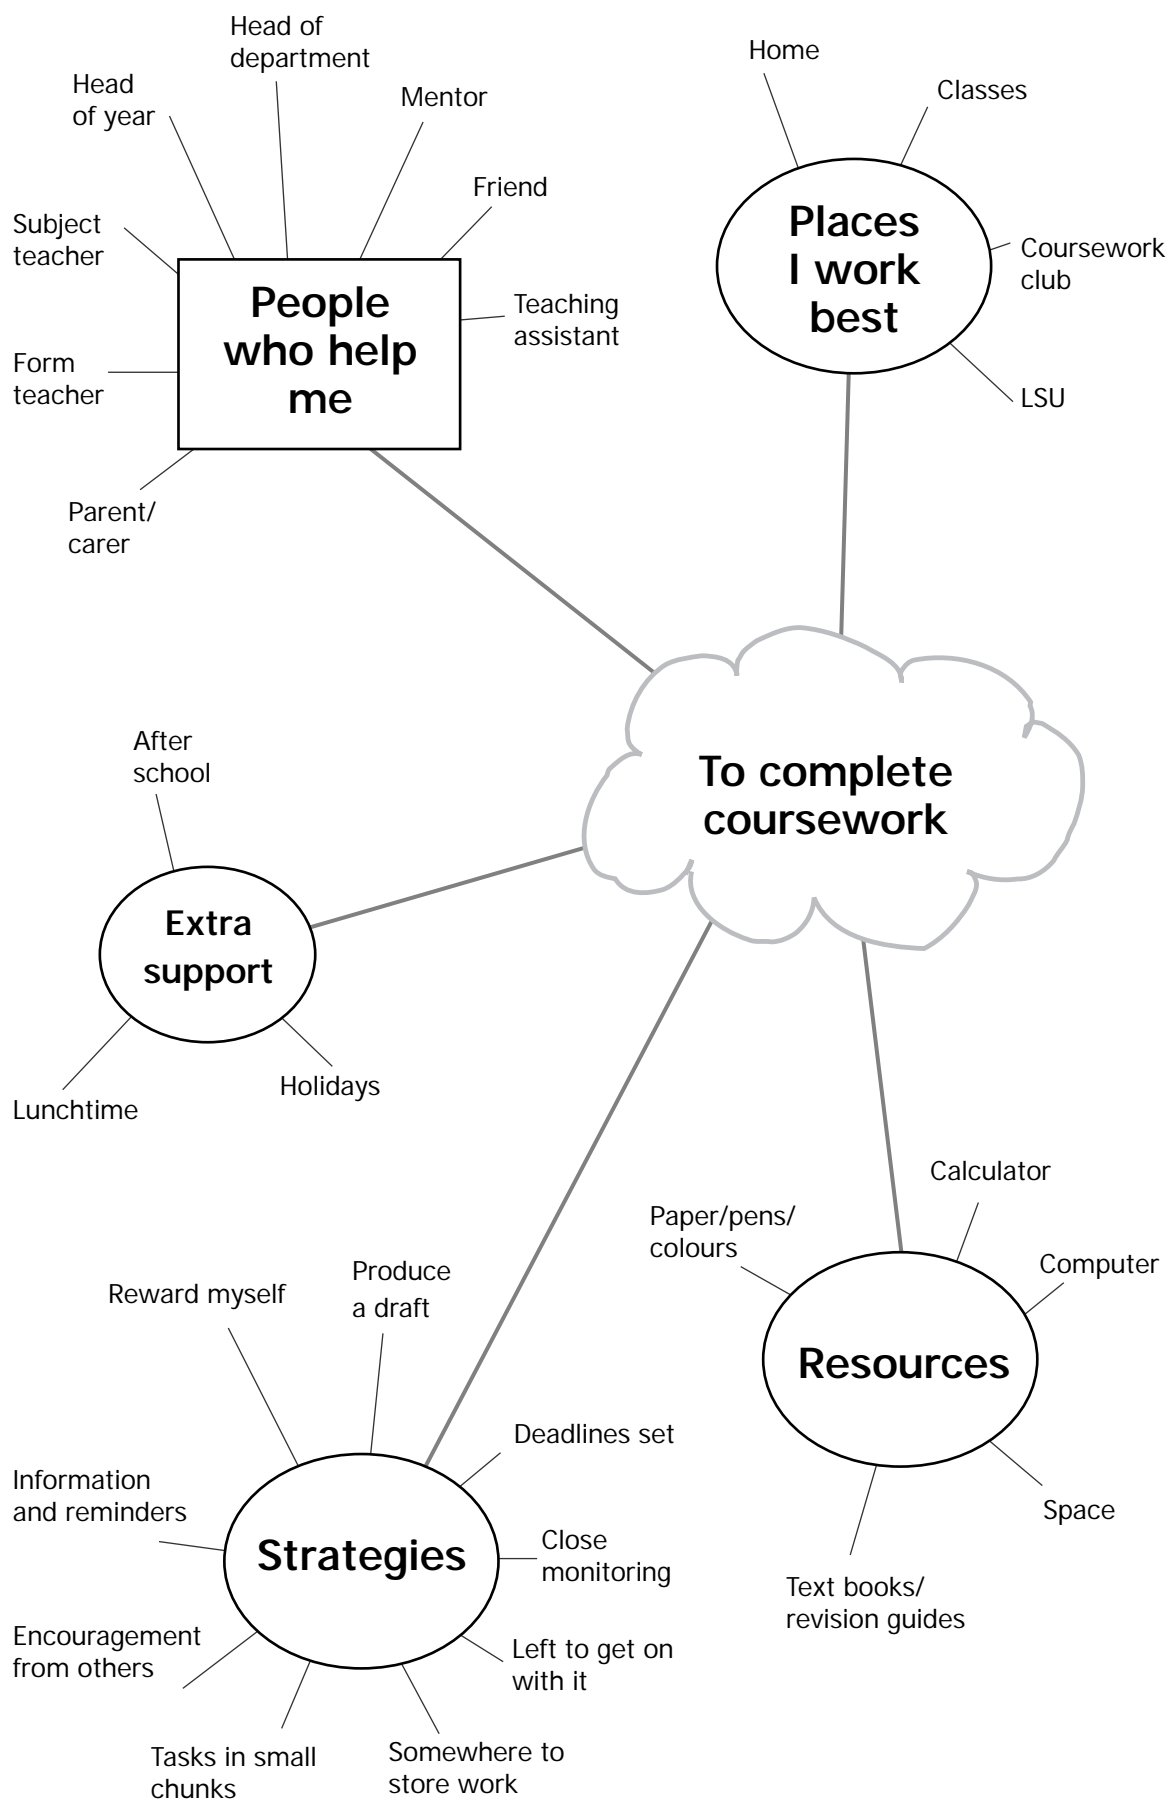 Head of
department
Head
of year
Mentor
Friend
Subject
teacher
People
who help
me
Teaching
assistant
Form
teacher
Parent/
carer
Home
Classes
Places
I work
best
Coursework
club
LSU
To complete
coursework
After
school
Extra
support
Lunchtime
Holidays
Calculator
Paper/pens/
colours
Computer
Resources
Space
Text books/
revision guides
Produce
a draft
Reward myself
Deadlines set
Information
and reminders
Strategies
Close
monitoring
Encouragement
from others
Left to get on
with it
Tasks in small
chunks
Somewhere to
store work